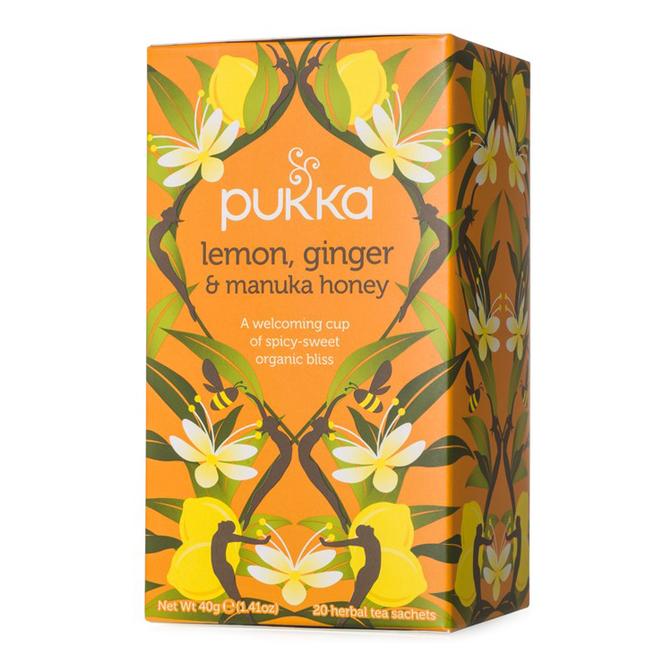 pukka
lemon, ginger
& manuka honey
A welcoming cup
of spicy-sweet
organic bliss
Net Wt 40g ℮ (1.41oz)
20 herbal tea sachets